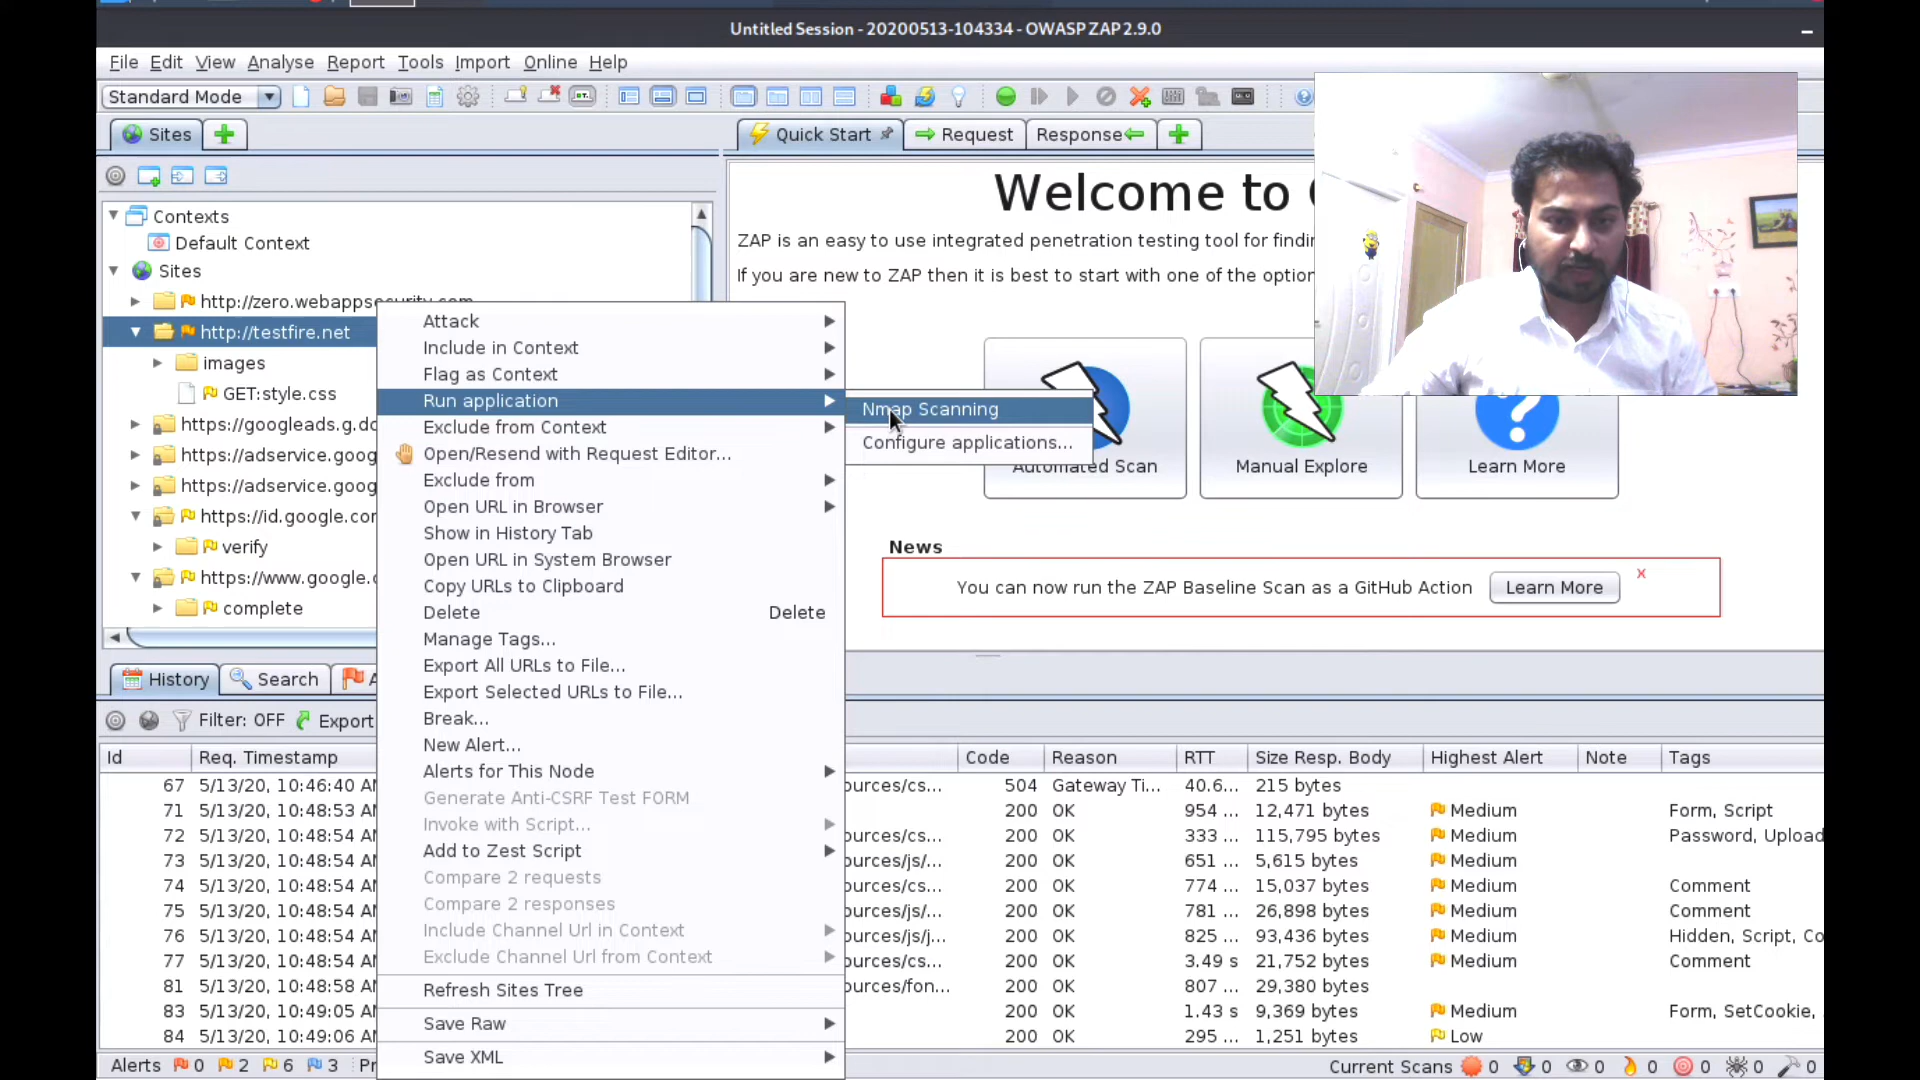 Untitled Session - 20200513-104334 - OWASP ZAP 2.9.0
File Edit View Analyse Report Tools Import Online Help
Standard Mode
Sites
Quick Start
Request
Response
Contexts
Default Context
Sites
http://zero.webappsecurity.com
http://testfire.net
images
GET:style.css
https://googleads.g.do
https://adservice.goog
https://adservice.goog
https://id.google.com
verify
https://www.google.c
complete
Attack
Include in Context
Flag as Context
Run application
Exclude from Context
Open/Resend with Request Editor...
Exclude from
Open URL in Browser
Show in History Tab
Open URL in System Browser
Copy URLs to Clipboard
Delete Delete
Manage Tags...
Export All URLs to File...
Export Selected URLs to File...
Break...
New Alert...
Alerts for This Node
Generate Anti-CSRF Test FORM
Invoke with Script...
Add to Zest Script
Compare 2 requests
Compare 2 responses
Include Channel Url in Context
Exclude Channel Url from Context
Refresh Sites Tree
Save Raw
Save XML
Nmap Scanning
Configure applications...
Welcome to
ZAP is an easy to use integrated penetration testing tool for findin
If you are new to ZAP then it is best to start with one of the option
Automated Scan
Manual Explore
Learn More
News
You can now run the ZAP Baseline Scan as a GitHub Action Learn More x
History Search A
Filter: OFF Export
Id Req. Timestamp Code Reason RTT Size Resp. Body Highest Alert Note Tags
67 5/13/20, 10:46:40 AM ources/cs... 504 Gateway Ti... 40.6... 215 bytes
71 5/13/20, 10:48:53 AM 200 OK 954 ... 12,471 bytes Medium Form, Script
72 5/13/20, 10:48:54 AM ources/cs... 200 OK 333 ... 115,795 bytes Medium Password, Upload
73 5/13/20, 10:48:54 AM ources/js/... 200 OK 651 ... 5,615 bytes Medium
74 5/13/20, 10:48:54 AM ources/cs... 200 OK 774 ... 15,037 bytes Medium Comment
75 5/13/20, 10:48:54 AM ources/js/... 200 OK 781 ... 26,898 bytes Medium Comment
76 5/13/20, 10:48:54 AM ources/js/j... 200 OK 825 ... 93,436 bytes Medium Hidden, Script, Co
77 5/13/20, 10:48:54 AM ources/cs... 200 OK 3.49 s 21,752 bytes Medium Comment
81 5/13/20, 10:48:58 AM ources/fon... 200 OK 807 ... 29,380 bytes
83 5/13/20, 10:49:05 AM 200 OK 1.43 s 9,369 bytes Medium Form, SetCookie,
84 5/13/20, 10:49:06 AM 200 OK 295 ... 1,251 bytes Low
Alerts 0 2 6 3 Pr
Current Scans 0 0 0 0 0 0 0